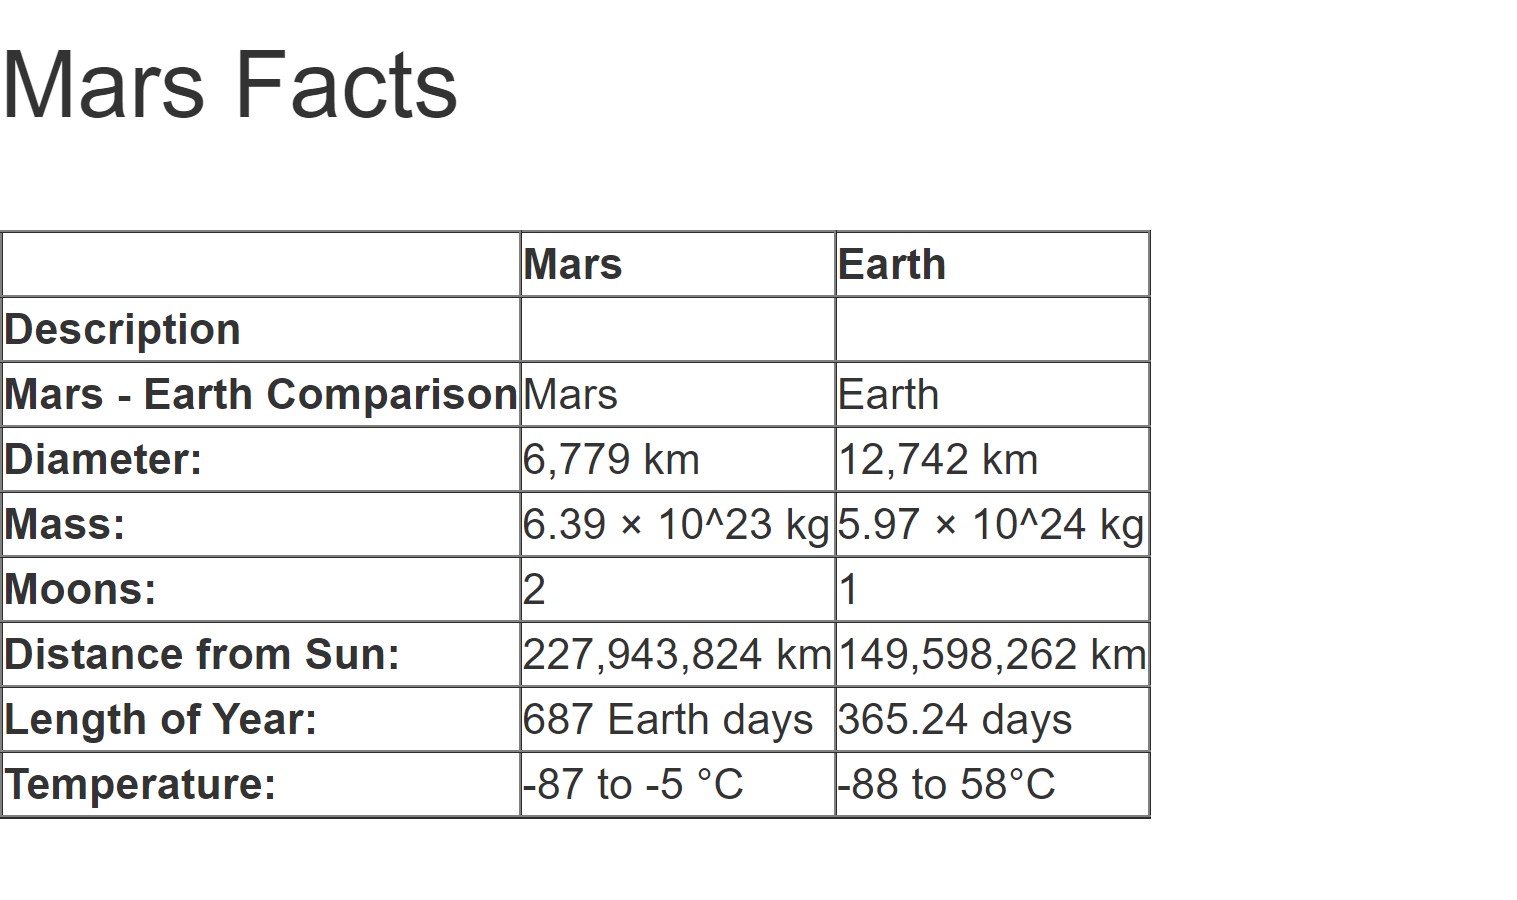 Mars Facts
Mars Earth
Description
Mars - Earth Comparison Mars Earth
Diameter: 6,779 km 12,742 km
Mass: 6.39 × 10^23 kg 5.97 × 10^24 kg
Moons: 2 1
Distance from Sun: 227,943,824 km 149,598,262 km
Length of Year: 687 Earth days 365.24 days
Temperature: -87 to -5 °C -88 to 58°C